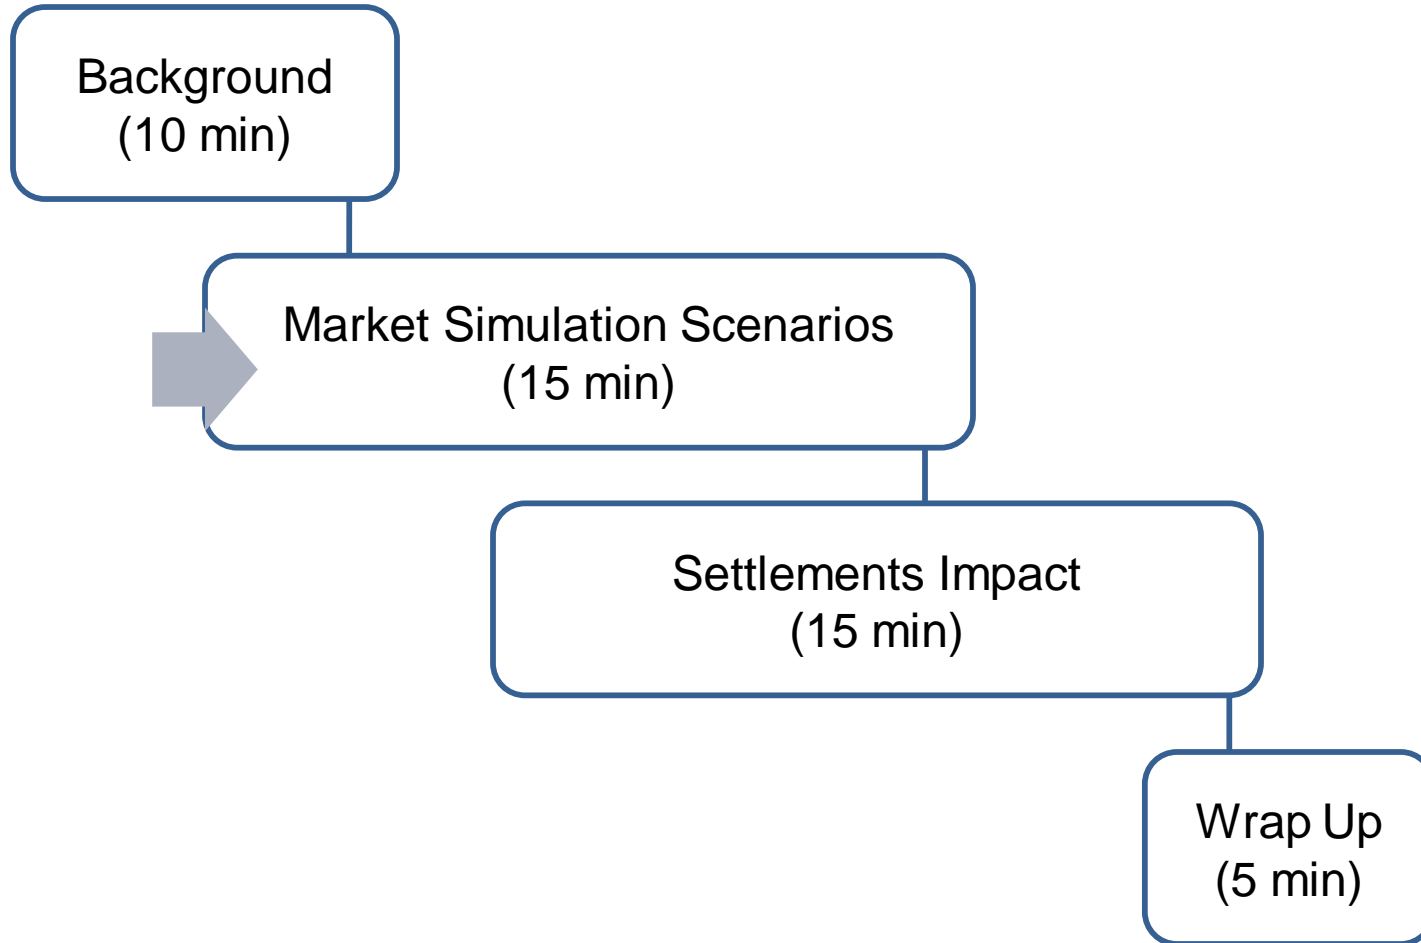 Background
(10 min)
Market Simulation Scenarios
(15 min)
Settlements Impact
(15 min)
Wrap Up
(5 min)